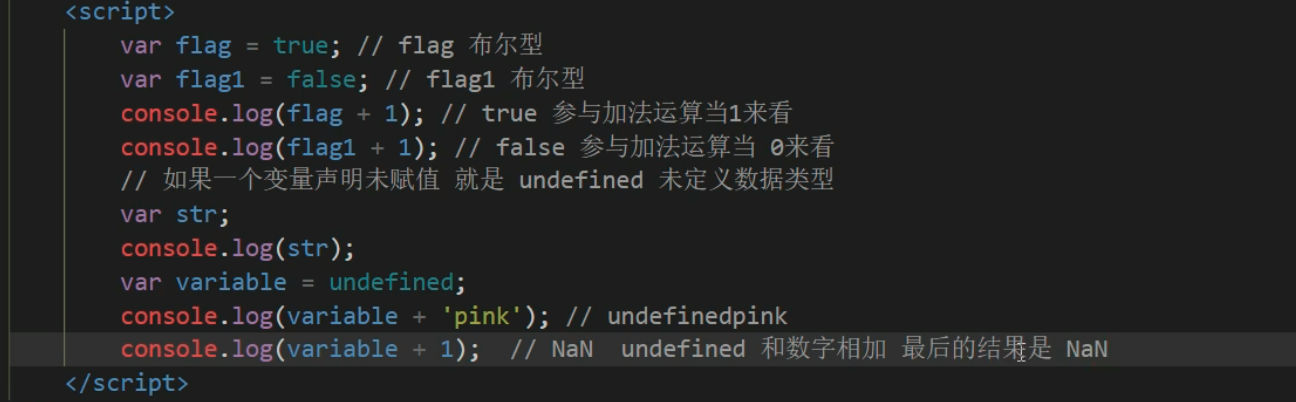 <script>
var flag = true; // flag 布尔型
var flag1 = false; // flag1 布尔型
console.log(flag + 1); // true 参与加法运算当1来看
console.log(flag1 + 1); // false 参与加法运算当 0来看
// 如果一个变量声明未赋值 就是 undefined 未定义数据类型
var str;
console.log(str);
var variable = undefined;
console.log(variable + 'pink'); // undefinedpink
console.log(variable + 1);  // NaN  undefined 和数字相加 最后的结果是 NaN
</script>